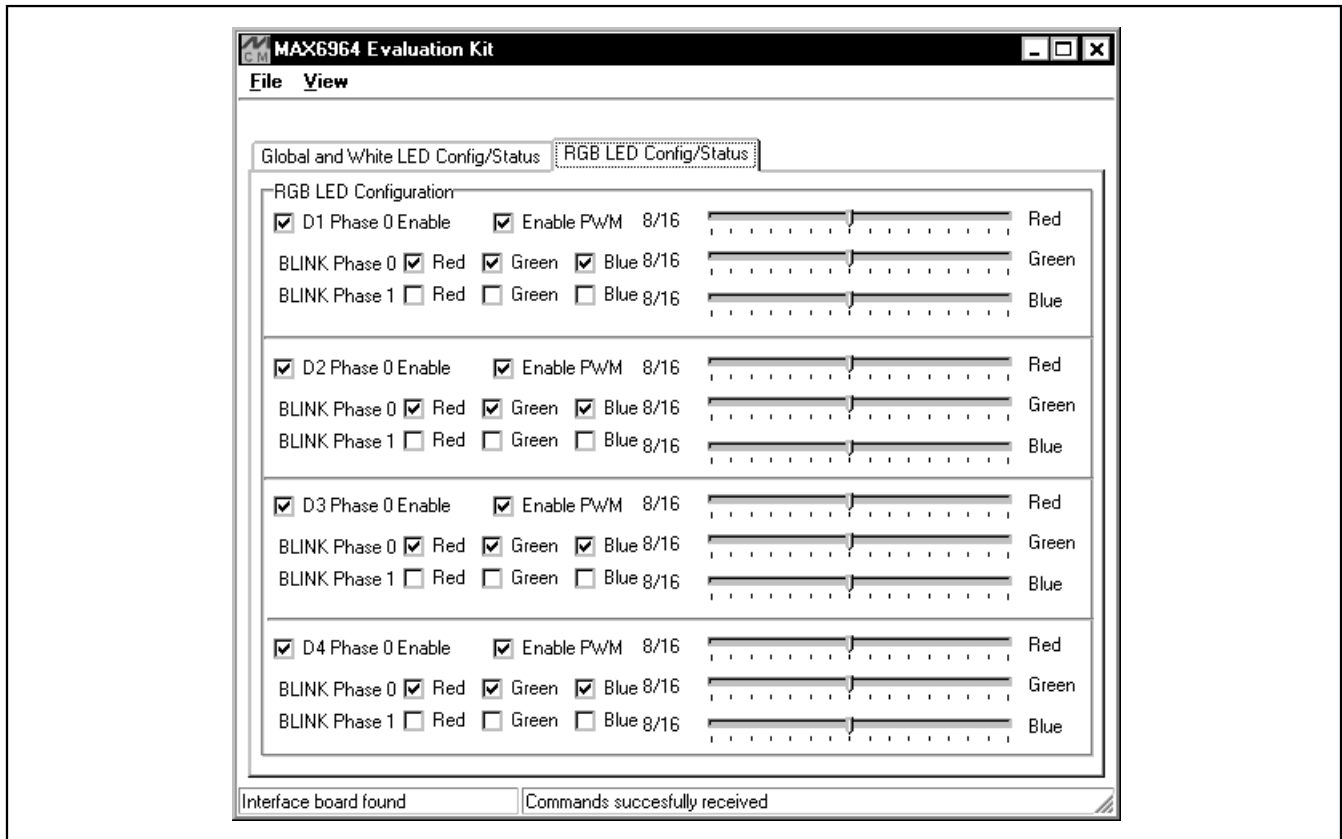 MAX6964 Evaluation Kit
File View
Global and White LED Config/Status RGB LED Config/Status
RGB LED Configuration
D1 Phase 0 Enable Enable PWM 8/16 Red
BLINK Phase 0 Red Green Blue 8/16 Green
BLINK Phase 1 Red Green Blue 8/16 Blue
D2 Phase 0 Enable Enable PWM 8/16 Red
BLINK Phase 0 Red Green Blue 8/16 Green
BLINK Phase 1 Red Green Blue 8/16 Blue
D3 Phase 0 Enable Enable PWM 8/16 Red
BLINK Phase 0 Red Green Blue 8/16 Green
BLINK Phase 1 Red Green Blue 8/16 Blue
D4 Phase 0 Enable Enable PWM 8/16 Red
BLINK Phase 0 Red Green Blue 8/16 Green
BLINK Phase 1 Red Green Blue 8/16 Blue
Interface board found Commands succesfully received